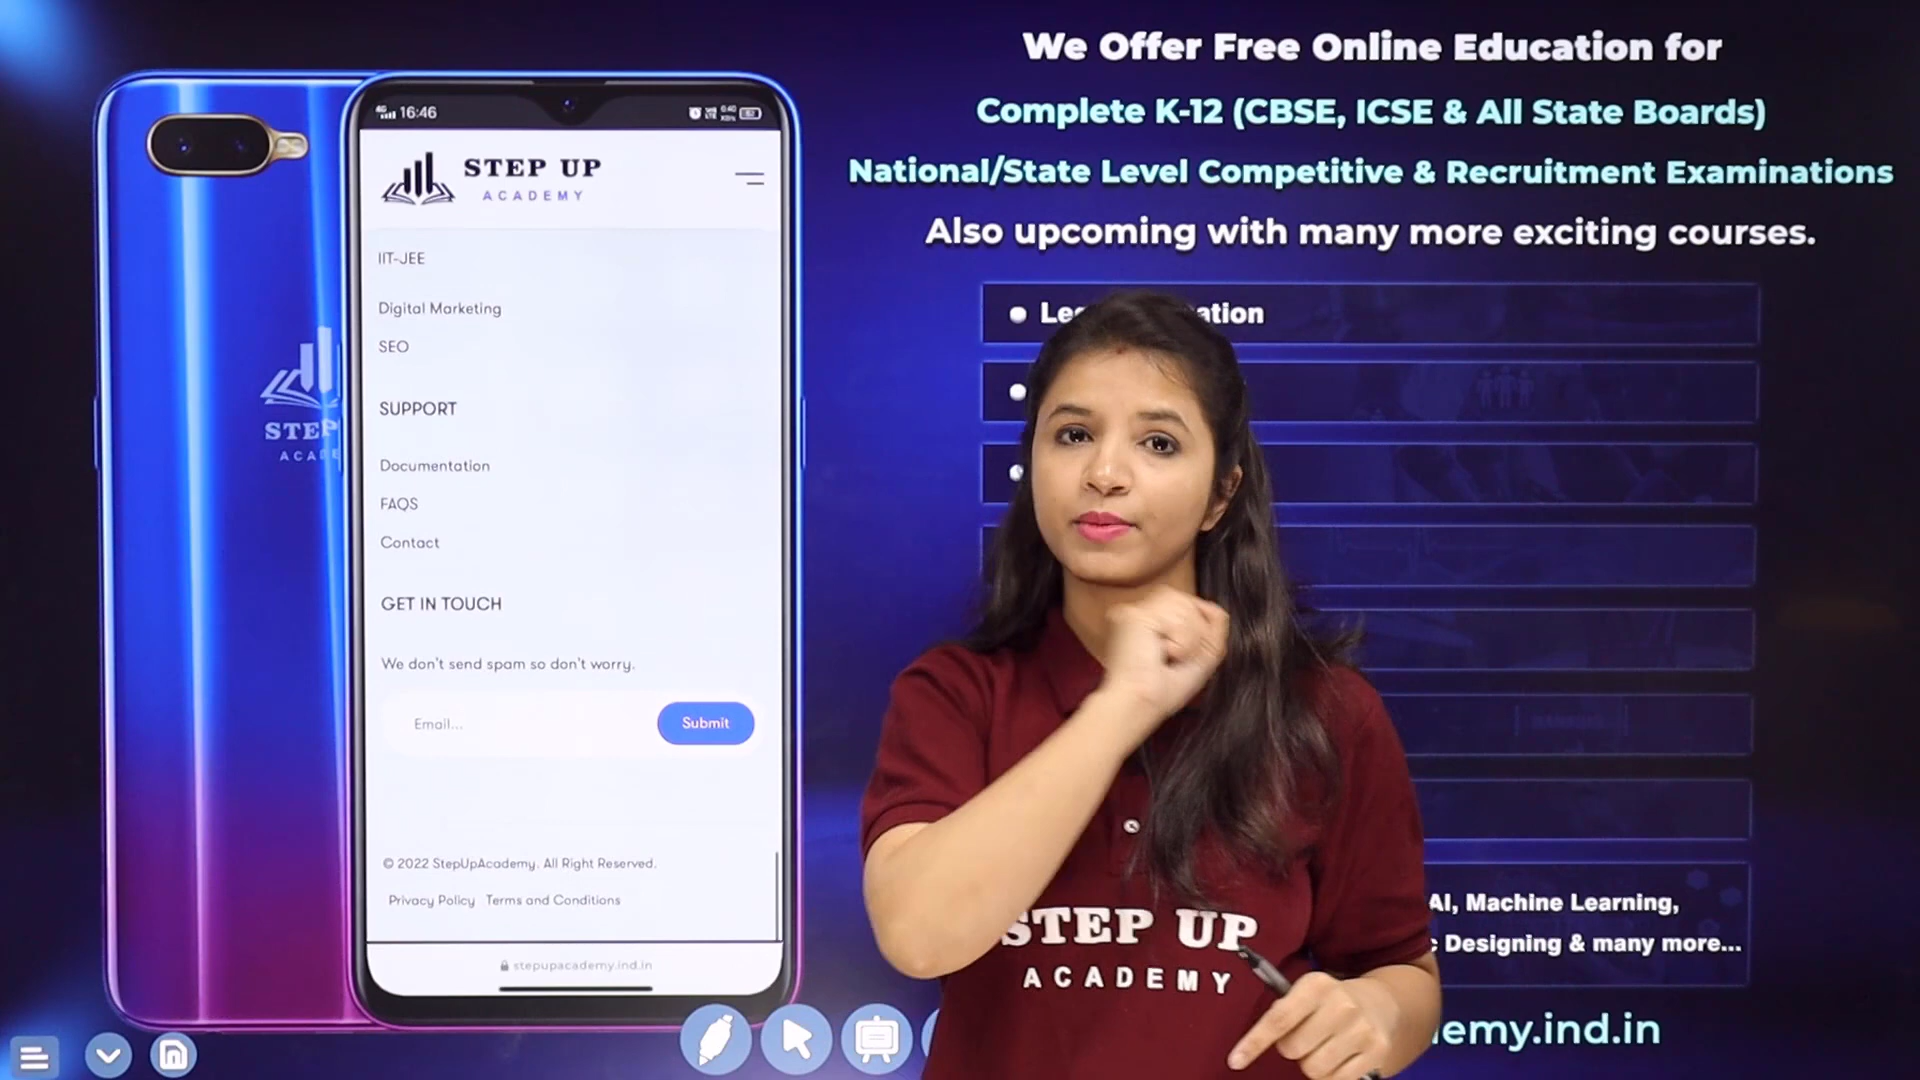 We Offer Free Online Education for
Complete K-12 (CBSE, ICSE & All State Boards)
National/State Level Competitive & Recruitment Examinations
Also upcoming with many more exciting courses.
16:46
STEP UP
ACADEMY
IIT-JEE
Digital Marketing
SEO
SUPPORT
Documentation
FAQS
Contact
GET IN TOUCH
We don't send spam so don't worry.
Email...
Submit
© 2022 StepUpAcademy. All Right Reserved.
Privacy Policy Terms and Conditions
stepupacademy.ind.in
AI, Machine Learning,
Designing & many more...
STEP UP
ACADEMY